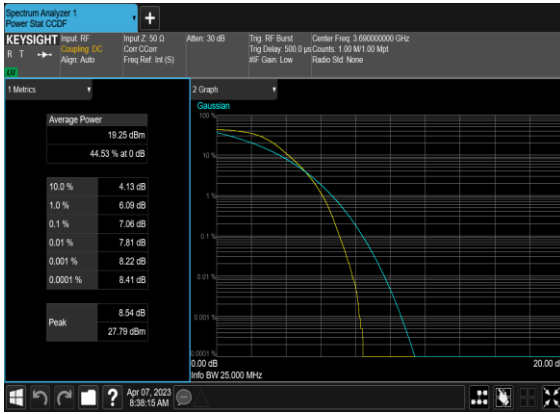 Spectrum Analyzer 1
Power Stat CCDF
KEYSIGHT
R T
Input: RF
Coupling: DC
Align: Auto
Input Z: 50 Ω
Corr CCorr
Freq Ref: Int (S)
Atten: 30 dB
Trig: RF Burst
Trig Delay: 500.0 µs
#IF Gain: Low
Center Freq: 3.690000000 GHz
Counts: 1.00 M/1.00 Mpt
Radio Std: None
1 Metrics
Average Power
19.25 dBm
44.53 % at 0 dB
10.0 % 4.13 dB
1.0 % 6.09 dB
0.1 % 7.06 dB
0.01 % 7.81 dB
0.001 % 8.22 dB
0.0001 % 8.41 dB
Peak
8.54 dB
27.79 dBm
2 Graph
Gaussian
100 %
10 %
1 %
0.1 %
0.01 %
0.001 %
0.0001 %
0.00 dB
20.00 d
Info BW 25.000 MHz
?
Apr 07, 2023
8:38:15 AM